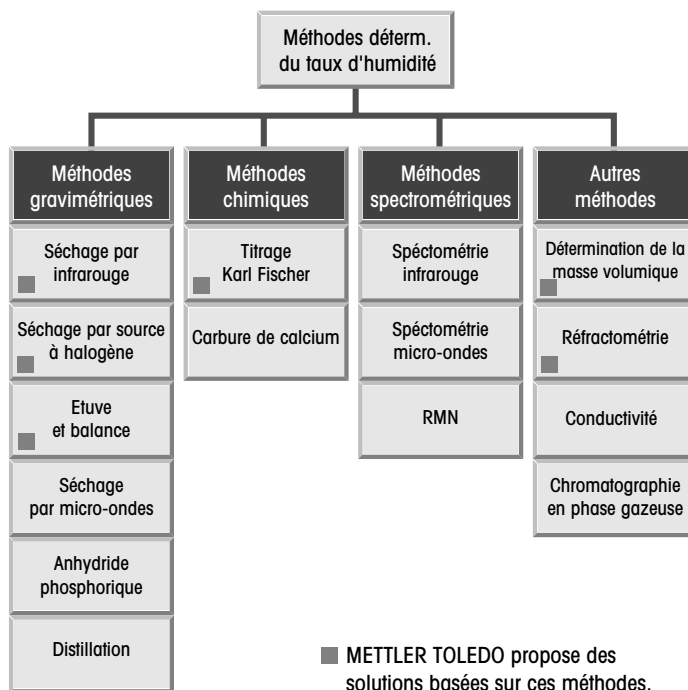 Méthodes déterm.
du taux d'humidité
Méthodes
gravimétriques
Séchage par
infrarouge
Séchage par source
à halogène
Etuve
et balance
Séchage
par micro-ondes
Anhydride
phosphorique
Distillation
Méthodes
chimiques
Titrage
Karl Fischer
Carbure de calcium
Méthodes
spectrométriques
Spéctométrie
infrarouge
Spéctométrie
micro-ondes
RMN
Autres
méthodes
Détermination de la
masse volumique
Réfractométrie
Conductivité
Chromatographie
en phase gazeuse
METTLER TOLEDO propose des
solutions basées sur ces méthodes.